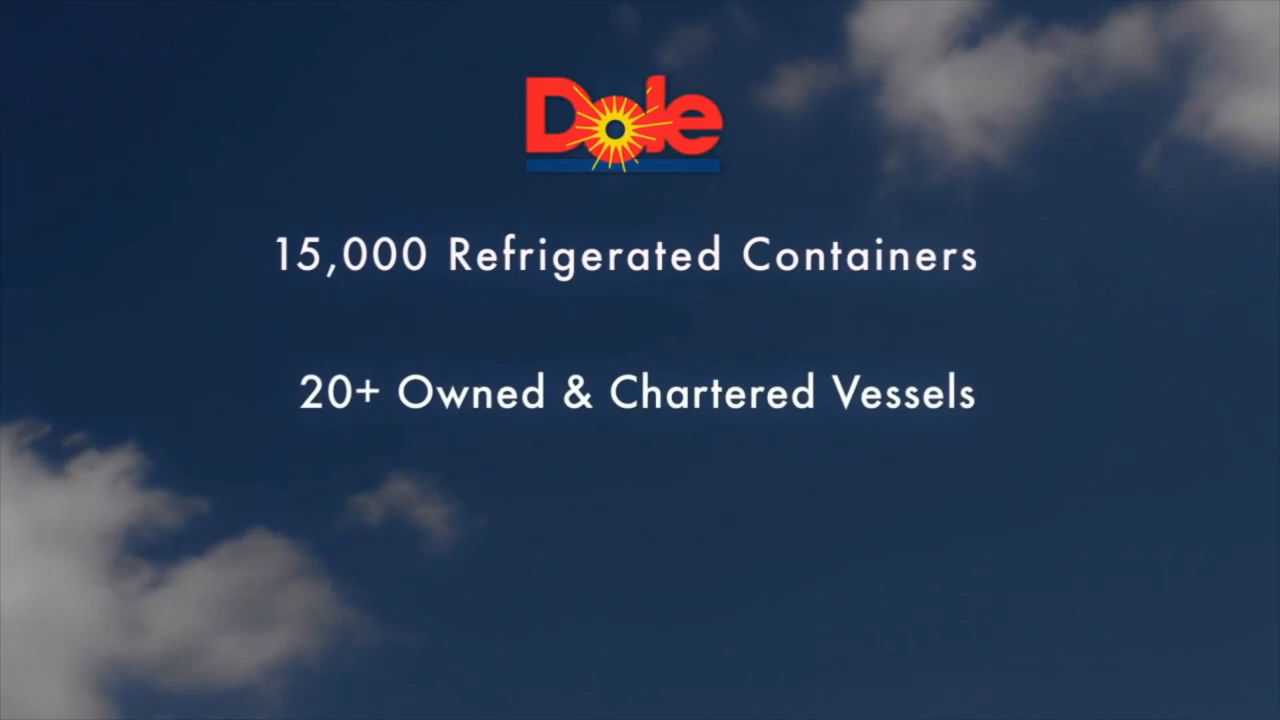 Dole
15,000 Refrigerated Containers
20+ Owned & Chartered Vessels